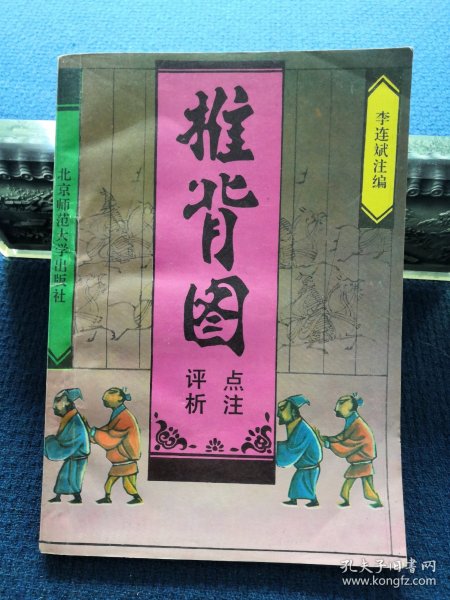 推背图
点注
评析
李连斌注编
北京师范大学出版社
孔夫子旧书网
www.kongfz.com